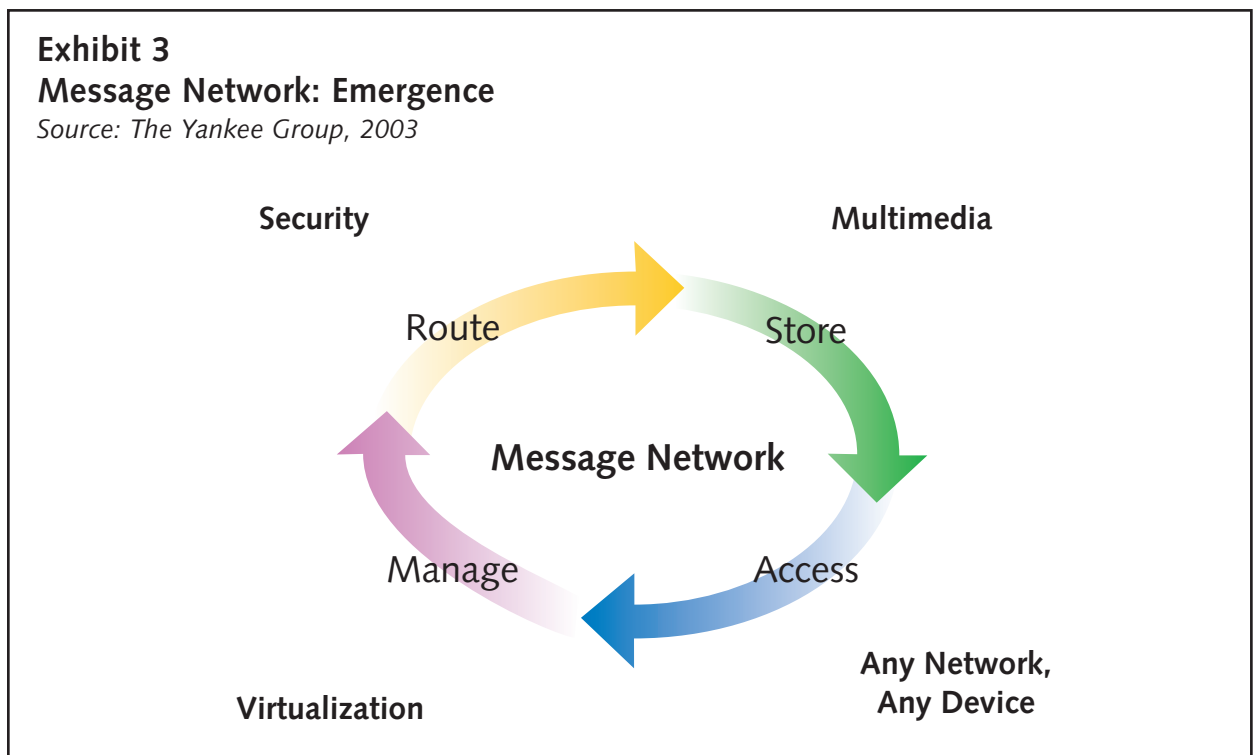 Exhibit 3
Message Network: Emergence
Source: The Yankee Group, 2003
Security
Multimedia
Route
Store
Message Network
Manage
Access
Any Network,
Any Device
Virtualization